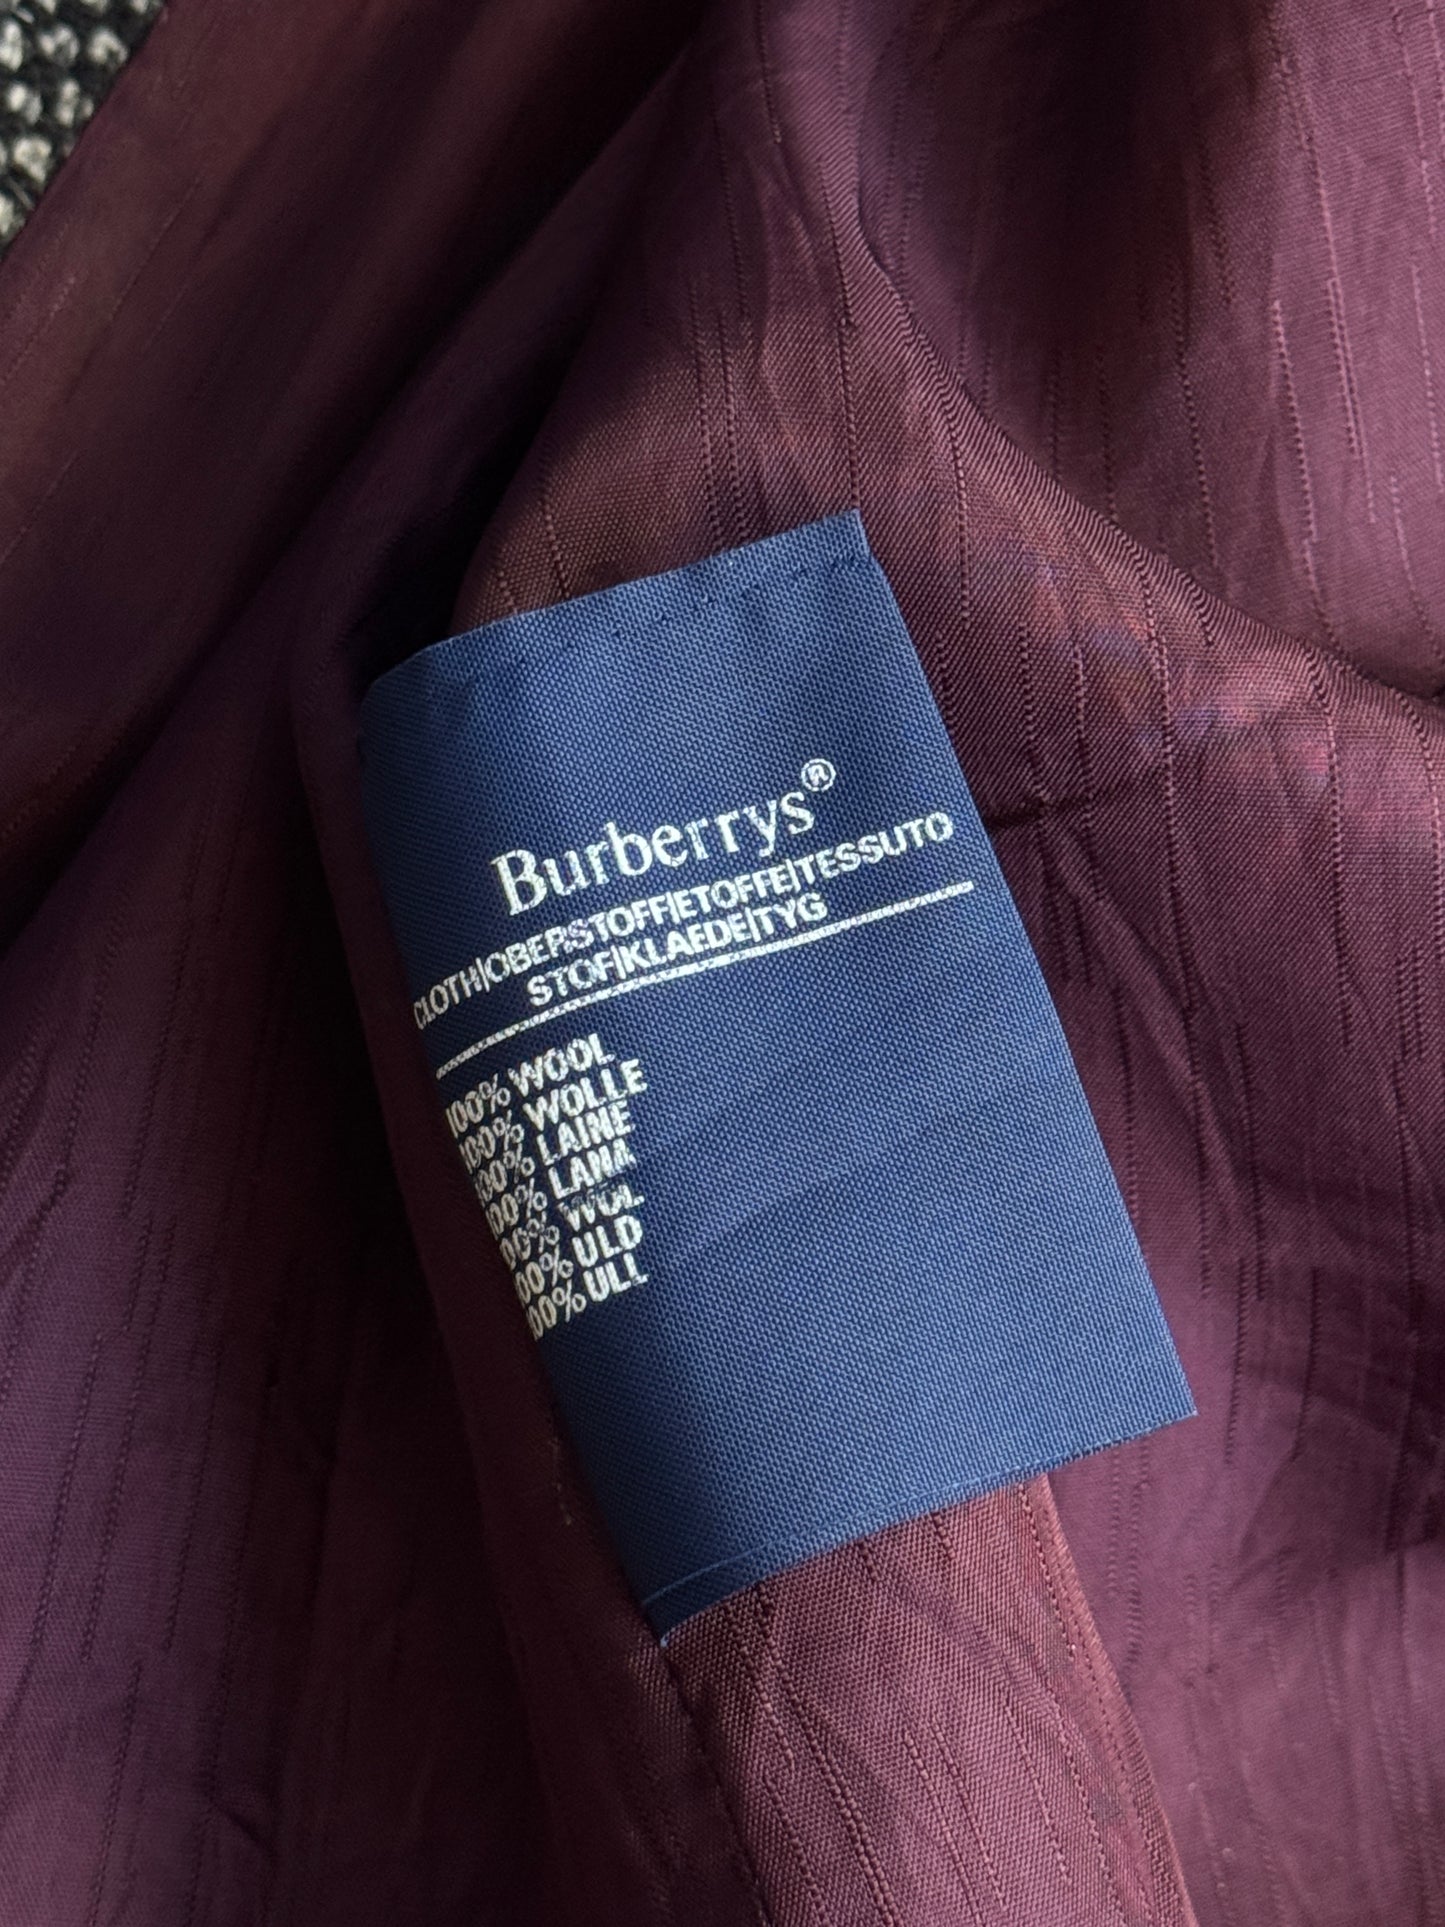 Burberrys®
CLOTH|OBERSTOFF|ETOFFE|TESSUTO
STOF|KLAEDE|TYG
100% WOOL
100% WOLLE
100% LAINE
100% LANA
100% WOL
100% ULD
100% ULL